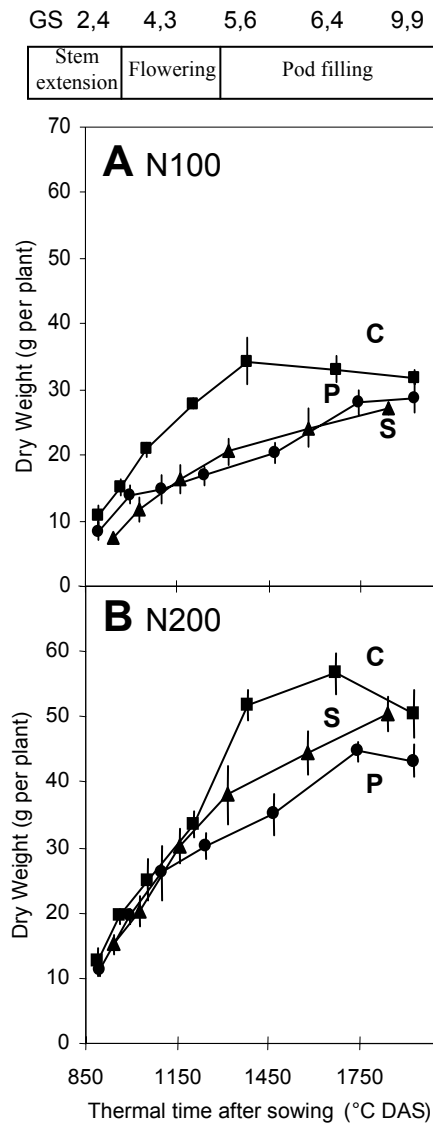 GS 2,4 4,3 5,6 6,4 9,9
Stem extension
Flowering
Pod filling
A N100
Dry Weight (g per plant)
70
60
50
40
30
20
10
0
C
P
S
B N200
Dry Weight (g per plant)
60
50
40
30
20
10
0
C
S
P
850 1150 1450 1750
Thermal time after sowing (°C DAS)